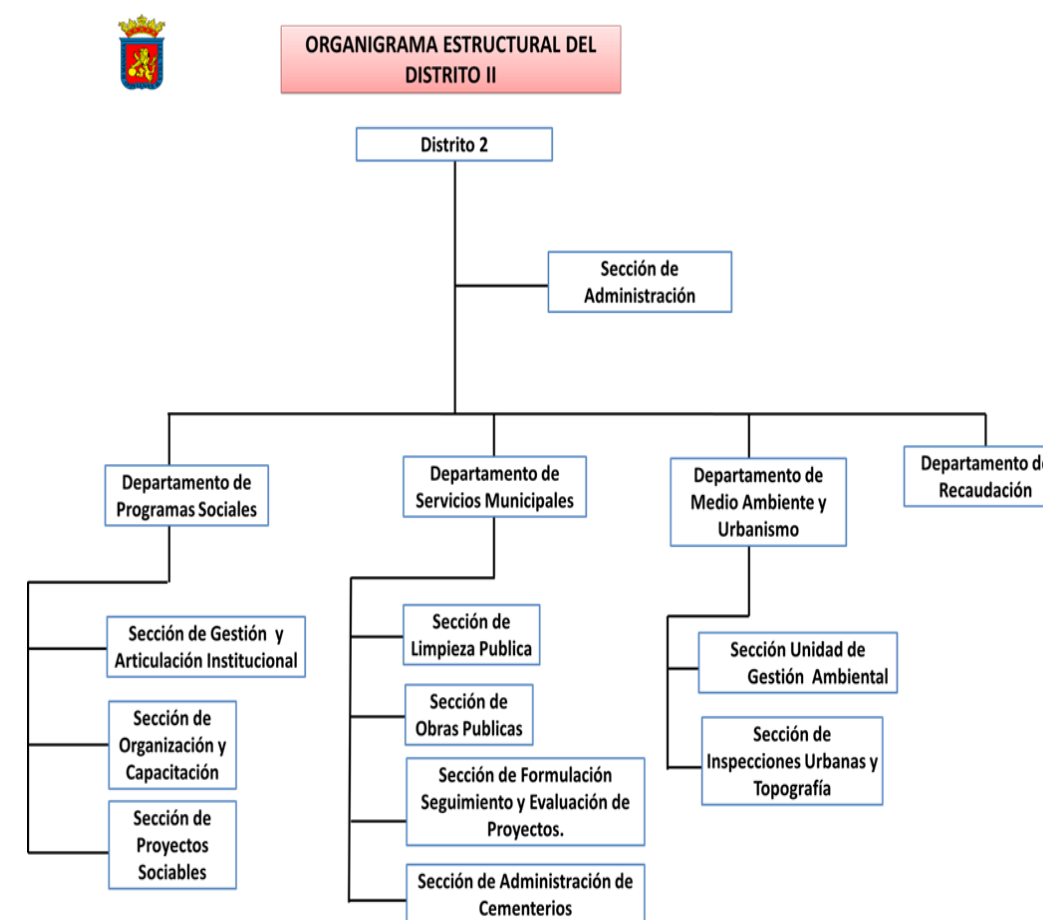 ORGANIGRAMA ESTRUCTURAL DEL
DISTRITO II
Distrito 2
Sección de
Administración
Departamento de
Programas Sociales
Departamento de
Servicios Municipales
Departamento de
Medio Ambiente y
Urbanismo
Departamento
Recaudación
Sección de Gestión y
Articulación Institucional
Sección de
Organización y
Capacitación
Sección de
Proyectos
Sociables
Sección de
Limpieza Publica
Sección de
Obras Publicas
Sección de Formulación
Seguimiento y Evaluación de
Proyectos.
Sección de Administración de
Cementerios
Sección Unidad de
Gestión Ambiental
Sección de
Inspecciones Urbanas y
Topografía